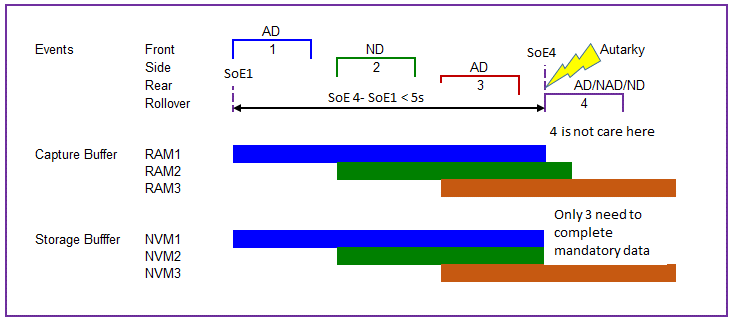 AD
Events Front 1 ND SoE4 Autarky
Side 2 AD
SoE1
Rear 3 AD/NAD/ND
Rollover SoE 4- SoE1 < 5s 4
4 is not care here
Capture Buffer RAM1
RAM2
RAM3
Only 3 need to
complete
mandatory data
Storage Bufffer NVM1
NVM2
NVM3